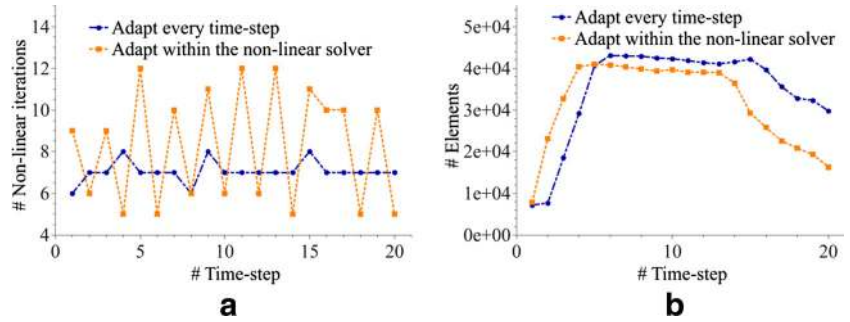 14
12
10
8
6
4
0
5
10
15
20
# Non-linear iterations
# Time-step
Adapt every time-step
Adapt within the non-linear solver
a
5e+04
4e+04
3e+04
2e+04
1e+04
0e+00
0
10
20
# Elements
# Time-step
Adapt every time-step
Adapt within the non-linear solver
b